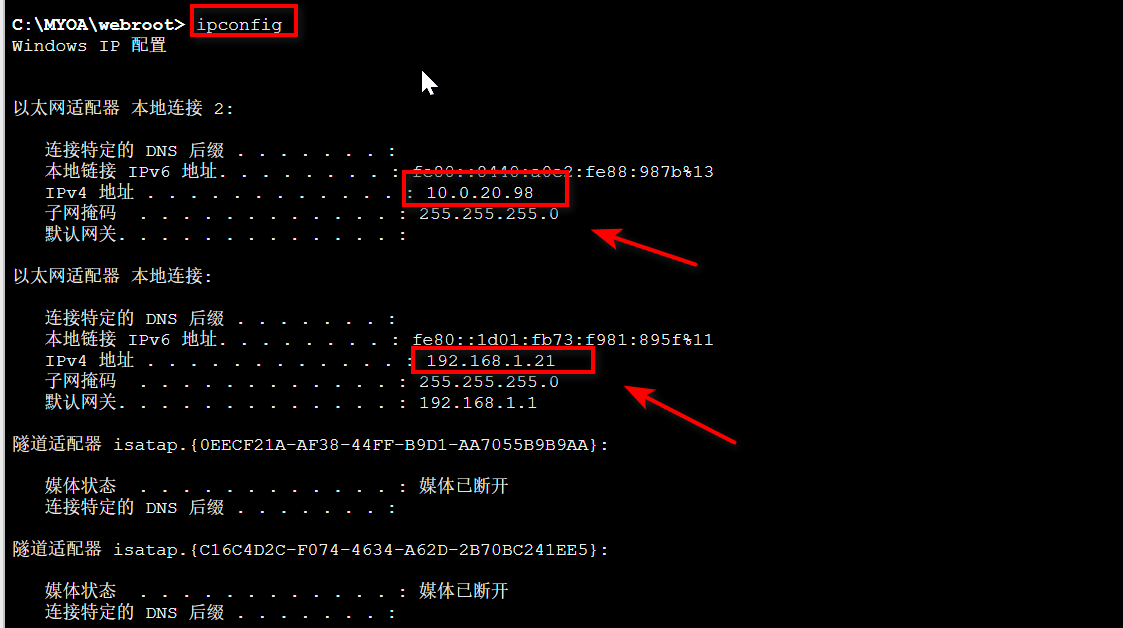 C:\MYOA\webroot> ipconfig
Windows IP 配置
以太网适配器 本地连接 2:
连接特定的 DNS 后缀 . . . . . . . :
本地链接 IPv6 地址. . . . . . . . : :fe88:987b%13
IPv4 地址 . . . . . . . . . . . . : 10.0.20.98
子网掩码 . . . . . . . . . . . . : 255.255.255.0
默认网关. . . . . . . . . . . . . :
以太网适配器 本地连接:
连接特定的 DNS 后缀 . . . . . . . :
本地链接 IPv6 地址. . . . . . . . : fe80::1d01:fb73:f981:895f%11
IPv4 地址 . . . . . . . . . . . . : 192.168.1.21
子网掩码 . . . . . . . . . . . . : 255.255.255.0
默认网关. . . . . . . . . . . . . : 192.168.1.1
隧道适配器 isatap.{0EECF21A-AF38-44FF-B9D1-AA7055B9B9AA}:
媒体状态 . . . . . . . . . . . . : 媒体已断开
连接特定的 DNS 后缀 . . . . . . . :
隧道适配器 isatap.{C16C4D2C-F074-4634-A62D-2B70BC241EE5}:
媒体状态 . . . . . . . . . . . . : 媒体已断开
连接特定的 DNS 后缀 . . . . . . . :